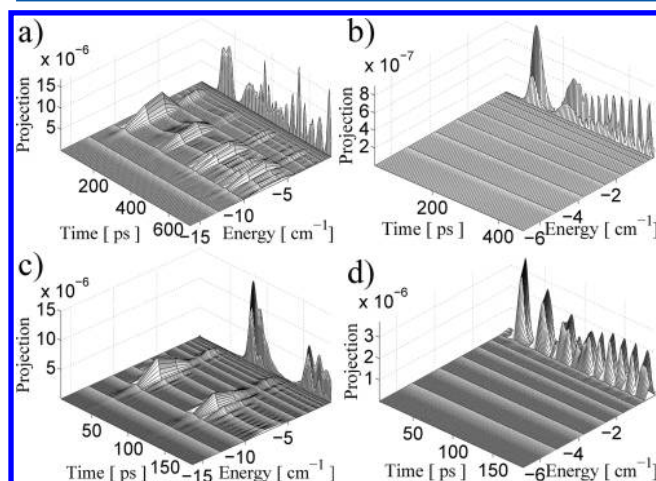 a)
x 10⁻⁶
15
10
5
Projection
200
400
600
Time [ ps ]
−15
−10
−5
Energy [ cm⁻¹ ]
b)
x 10⁻⁷
8
6
4
2
Projection
200
400
Time [ ps ]
−6
−4
−2
Energy [ cm⁻¹ ]
c)
x 10⁻⁶
15
10
5
Projection
50
100
150
Time [ ps ]
−15
−10
−5
Energy [ cm⁻¹ ]
d)
x 10⁻⁶
3
2
1
Projection
50
100
150
Time [ ps ]
−6
−4
−2
Energy [ cm⁻¹ ]